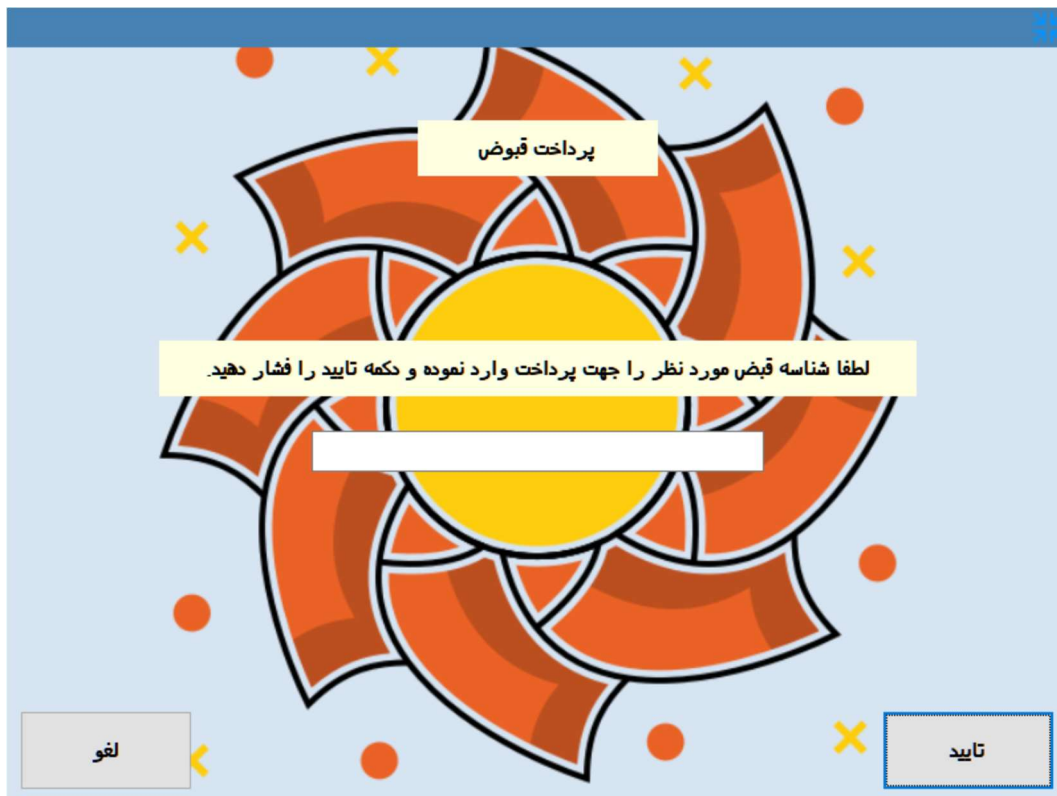 پرداخت قبوض
لطفا شناسه قبض مورد نظر را جهت پرداخت وارد نموده و دکمه تایید را فشار دهید.
تایید
لغو